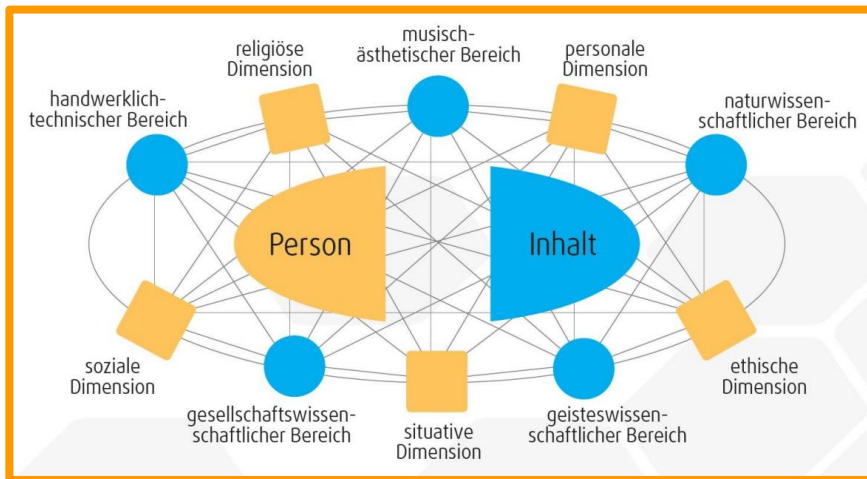 musisch-
ästhetischer Bereich
religiöse
Dimension
personale
Dimension
handwerklich-
technischer Bereich
naturwissen-
schaftlicher Bereich
Person
Inhalt
soziale
Dimension
ethische
Dimension
gesellschaftswissen-
schaftlicher Bereich
situative
Dimension
geisteswissen-
schaftlicher Bereich